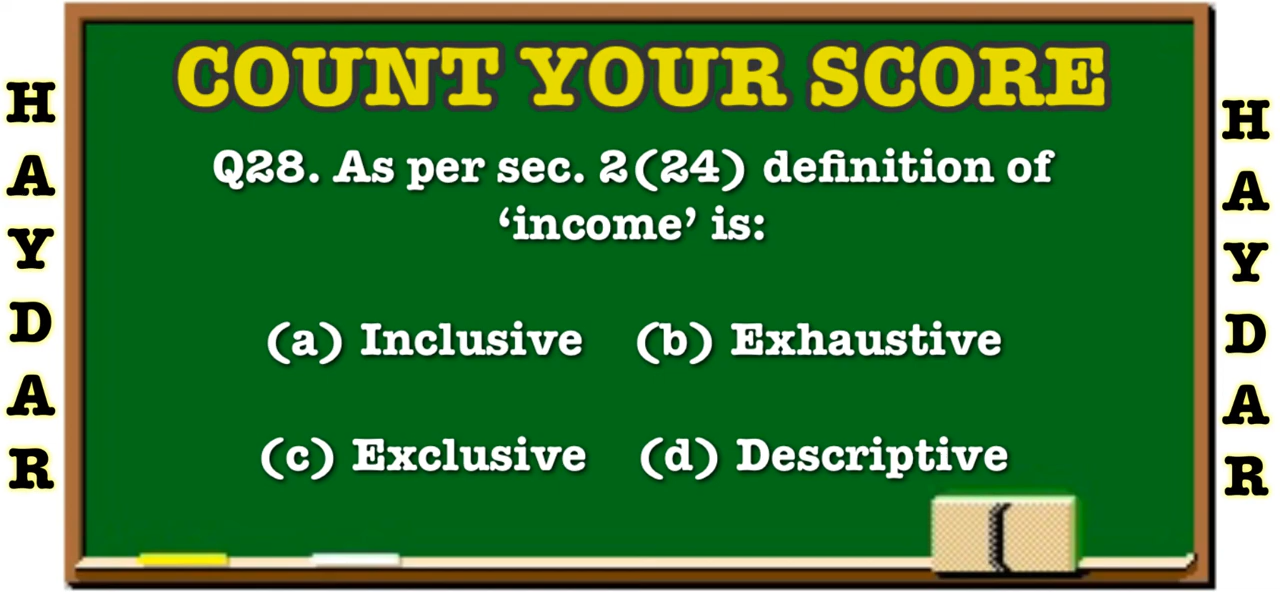 COUNT YOUR SCORE
Q28. As per sec. 2(24) definition of
‘income’ is:
(a) Inclusive (b) Exhaustive
(c) Exclusive (d) Descriptive
H
A
Y
D
A
R
H
A
Y
D
A
R